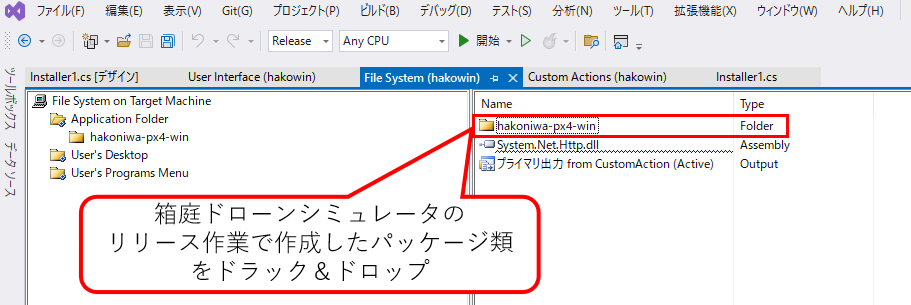 ファイル(F) 編集(E) 表示(V) Git(G) プロジェクト(P) ビルド(B) デバッグ(D) テスト(S) 分析(N) ツール(T) 拡張機能(X) ウィンドウ(W) ヘルプ(H)
Release Any CPU 開始
ツールボックス
データ ソース
Installer1.cs [デザイン] User Interface (hakowin) File System (hakowin) Custom Actions (hakowin) Installer1.cs
File System on Target Machine
Application Folder
hakoniwa-px4-win
User's Desktop
User's Programs Menu
Name Type
hakoniwa-px4-win Folder
System.Net.Http.dll Assembly
プライマリ出力 from CustomAction (Active) Output
箱庭ドローンシミュレータの
リリース作業で作成したパッケージ類
をドラック＆ドロップ